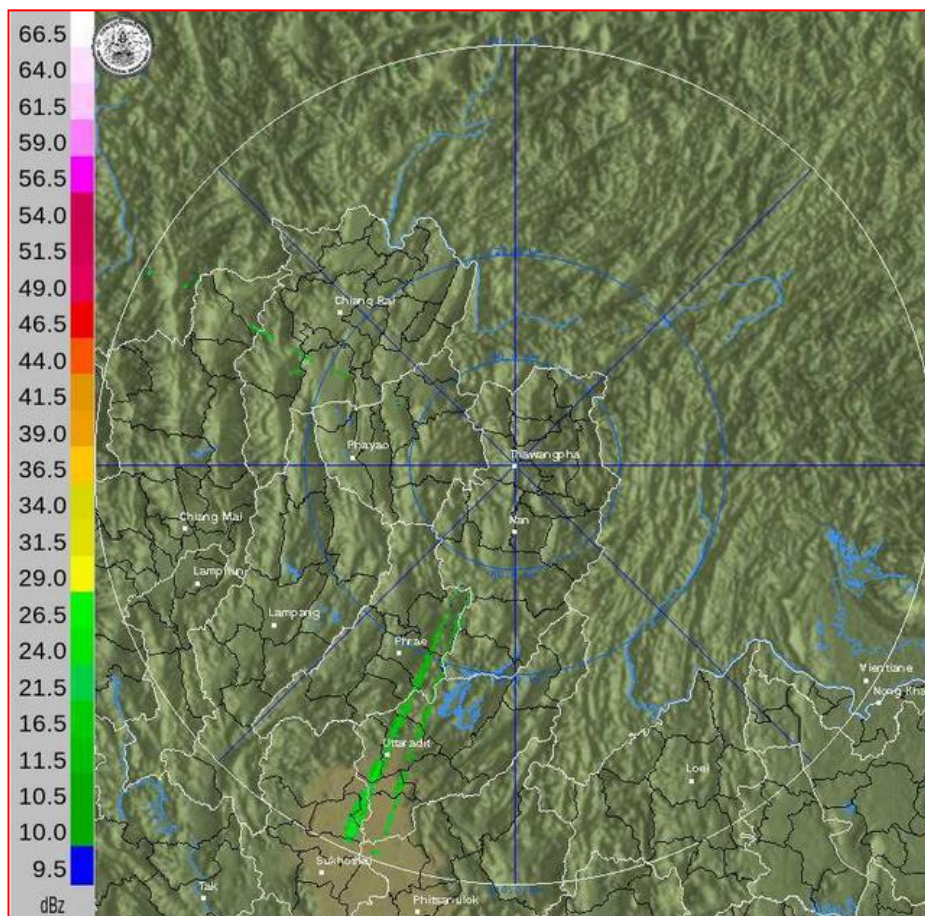 66.5
64.0
61.5
59.0
56.5
54.0
51.5
49.0
46.5
44.0
41.5
39.0
36.5
34.0
31.5
29.0
26.5
24.0
21.5
16.5
11.5
10.5
10.0
9.5
dBz
Chiang Rai
Phayao
Thawangpha
Chiang Mai
Nan
Lamphun
Lampang
Phrae
Vientiane
Nong Kha
Uttaradit
Loei
Sukhothai
Tak
Phitsanulok